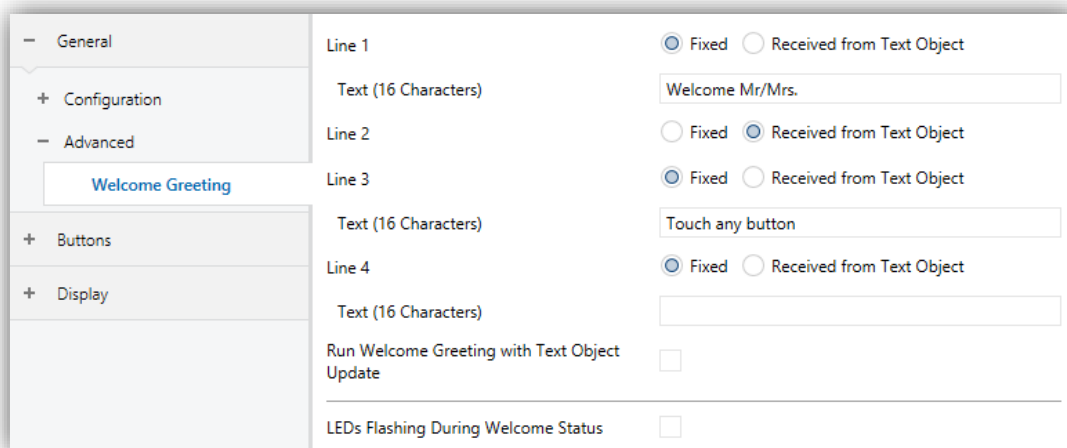 General
Configuration
Advanced
Welcome Greeting
Buttons
Display
Line 1
Fixed
Received from Text Object
Text (16 Characters)
Welcome Mr/Mrs.
Line 2
Fixed
Received from Text Object
Line 3
Fixed
Received from Text Object
Text (16 Characters)
Touch any button
Line 4
Fixed
Received from Text Object
Text (16 Characters)
Run Welcome Greeting with Text Object
Update
LEDs Flashing During Welcome Status